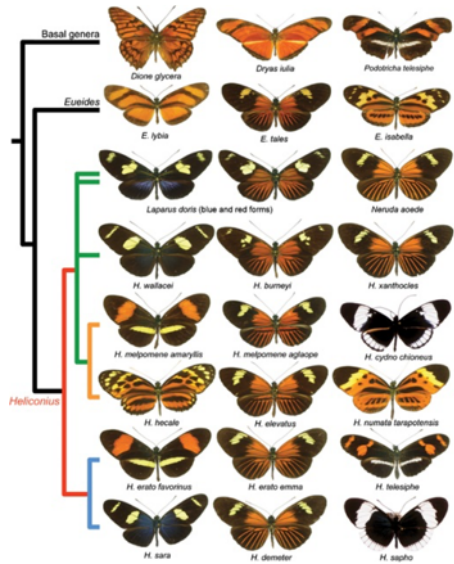 Basal genera
Dione glycera
Dryas iulia
Podotricha telesiphe
Eueides
E. lybia
E. tales
E. isabella
Laparus doris (blue and red forms)
Neruda aoede
H. wallacei
H. burneyi
H. xanthocles
H. melpomene amaryllis
H. melpomene aglaope
H. cydno chioneus
Heliconius
H. hecale
H. elevatus
H. numata tarapotensis
H. erato favorinus
H. erato emma
H. telesiphe
H. sara
H. demeter
H. sapho